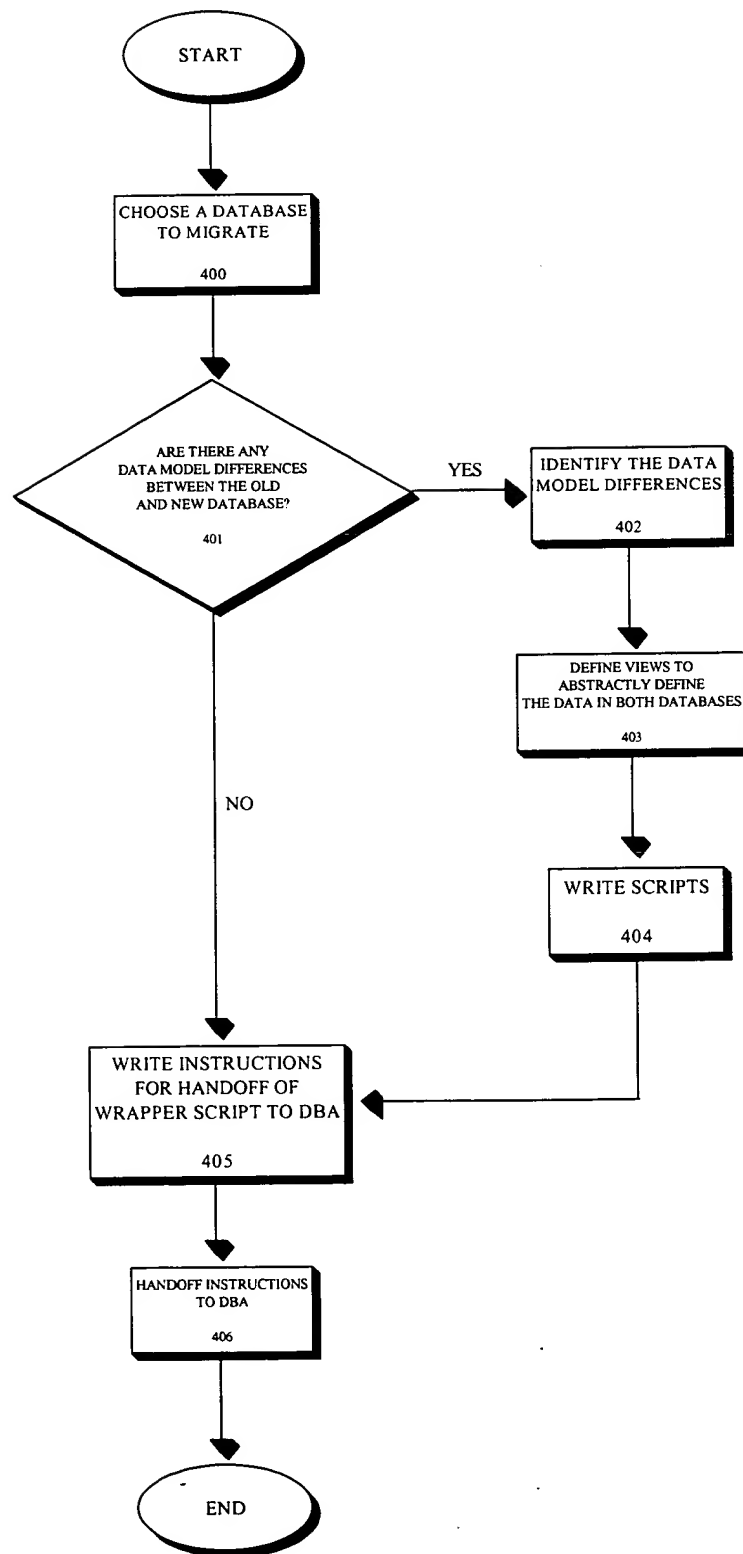 START
CHOOSE A DATABASE
TO MIGRATE
400
ARE THERE ANY
DATA MODEL DIFFERENCES
BETWEEN THE OLD
AND NEW DATABASE?
401
YES
IDENTIFY THE DATA
MODEL DIFFERENCES
402
DEFINE VIEWS TO
ABSTRACTLY DEFINE
THE DATA IN BOTH DATABASES
403
NO
WRITE SCRIPTS
404
WRITE INSTRUCTIONS
FOR HANDOFF OF
WRAPPER SCRIPT TO DBA
405
HANDOFF INSTRUCTIONS
TO DBA
406
END